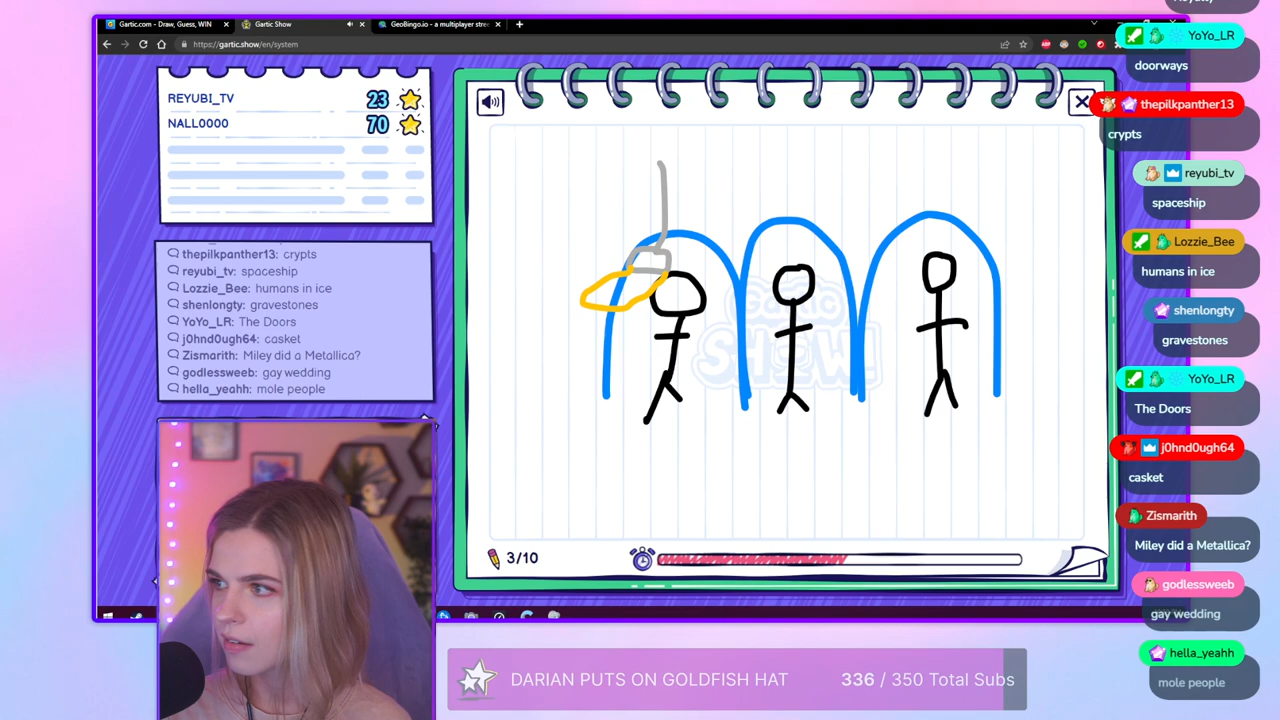 Gartic.com - Draw, Guess, WIN
Gartic Show
GeoBingo.io - a multiplayer stre
https://gartic.show/en/system
REYUBI_TV 23
NALL0000 70
thepilkpanther13: crypts
reyubi_tv: spaceship
Lozzie_Bee: humans in ice
shenlongty: gravestones
YoYo_LR: The Doors
j0hnd0ugh64: casket
Zismarith: Miley did a Metallica?
godlessweeb: gay wedding
hella_yeahh: mole people
Gartic
SHOW!
3/10
YoYo_LR
doorways
thepilkpanther13
crypts
reyubi_tv
spaceship
Lozzie_Bee
humans in ice
shenlongty
gravestones
YoYo_LR
The Doors
j0hnd0ugh64
casket
Zismarith
Miley did a Metallica?
godlessweeb
gay wedding
hella_yeahh
mole people
DARIAN PUTS ON GOLDFISH HAT 336 / 350 Total Subs